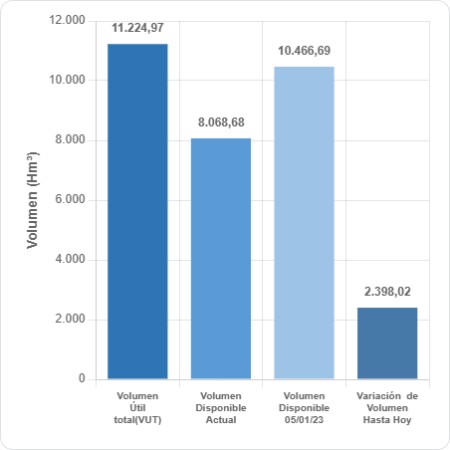 12.000
11.224,97
10.466,69
10.000
8.068,68
8.000
Volumen (Hm³)
6.000
4.000
2.398,02
2.000
0
Volumen
Útil
total(VUT)
Volumen
Disponible
Actual
Volumen
Disponible
05/01/23
Variación de
Volumen
Hasta Hoy